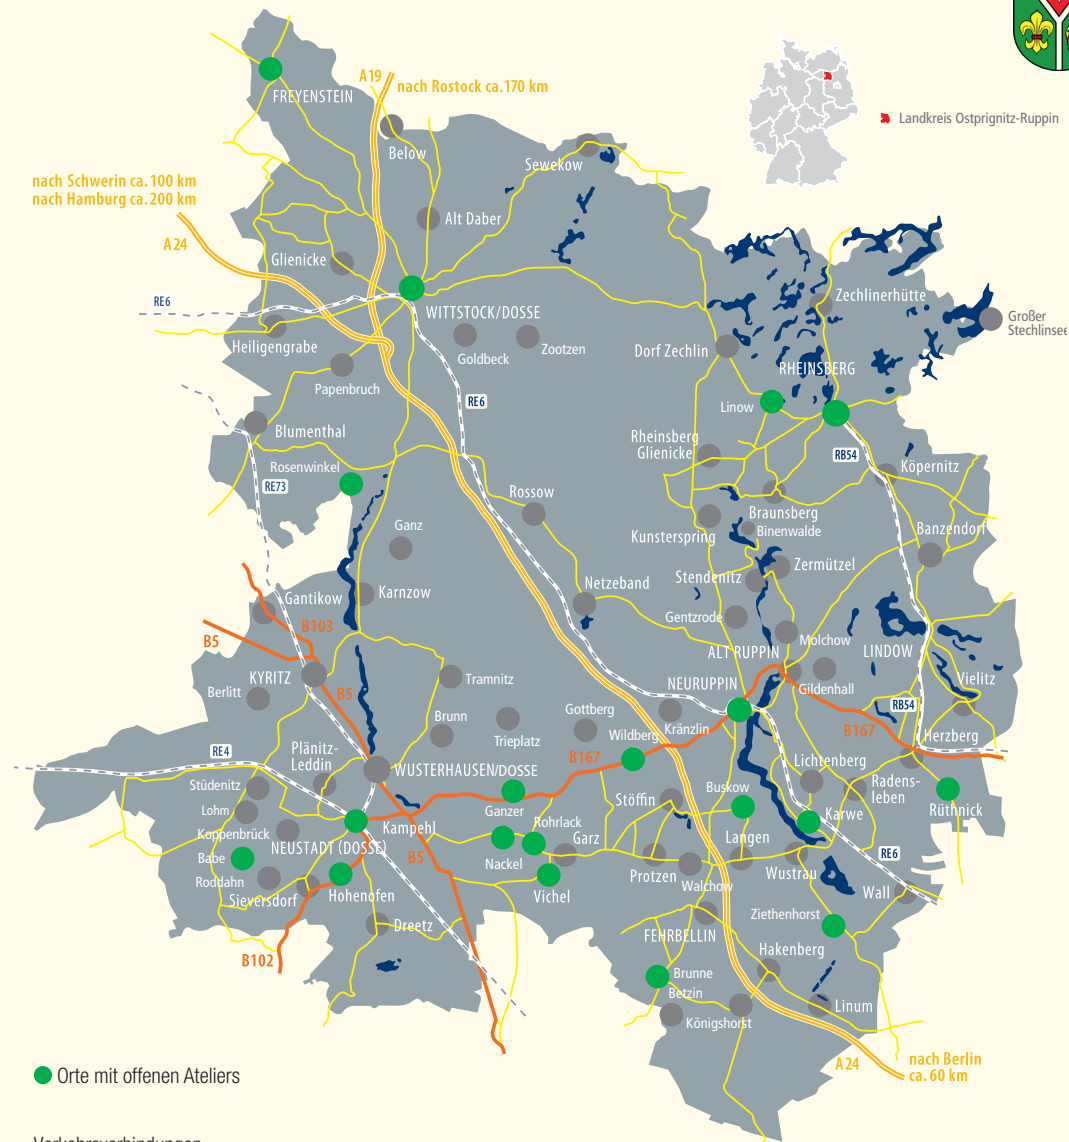 A19
nach Rostock ca.170 km
FREYENSTEIN
Below
Sewekow
Landkreis Ostprignitz-Ruppin
nach Schwerin ca. 100 km
nach Hamburg ca. 200 km
A24
Alt Daber
Glienicke
RE6
WITTSTOCK/DOSSE
Zechlinerhütte
Großer
Stechlinsee
Heiligengrabe
Goldbeck
Zootzen
Dorf Zechlin
RHEINSBERG
Papenbruch
RE6
Linow
Blumenthal
Rheinsberg
Glienicke
RB54
Rosenwinkel
RE73
Köpernitz
Rossow
Braunsberg
Binenwalde
Ganz
Kunsterspring
Banzendorf
Zermützel
Stendenitz
Netzeband
Karnzow
Gantikow
B103
B5
Gentzrode
Molchow
ALT RUPPIN
LINDOW
KYRITZ
Berlitt
B5
Tramnitz
NEURUPPIN
Gildenhall
Vielitz
RB54
Brunn
Trieplatz
Gottberg
Kränzlin
Wildberg
B167
B167
Herzberg
RE4
Plänitz-
Leddin
WUSTERHAUSEN/DOSSE
Lichtenberg
Radens-
leben
Stüdenitz
Lohm
Ganzer
Stöffin
Buskow
Rüthnick
Koppenbrück
Kampehl
Rohrlack
Karwe
NEUSTADT (DOSSE)
Garz
Langen
Babe
B5
Nackel
RE6
Roddahn
Protzen
Wustrau
Walchow
Sieversdorf
Hohenofen
Vichel
Wall
Dreetz
Ziethenhorst
FEHRBELLIN
B102
Hakenberg
Brunne
Betzin
Königshorst
Linum
Orte mit offenen Ateliers
A24
nach Berlin
ca. 60 km
Verkehrsverbindungen